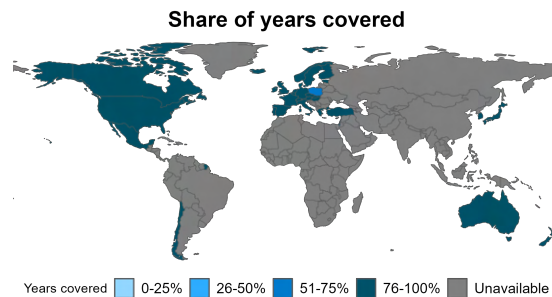 Share of years covered
Years covered 0-25% 26-50% 51-75% 76-100% Unavailable